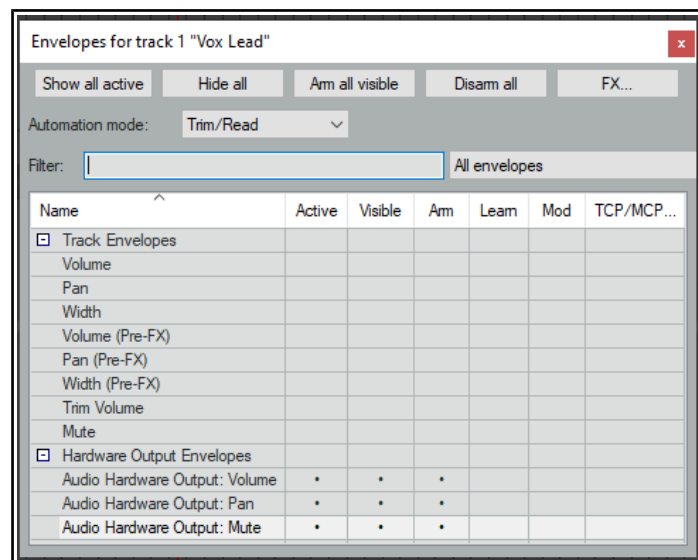 Envelopes for track 1 "Vox Lead"
x
Show all active Hide all Arm all visible Disarm all FX...
Automation mode: Trim/Read
Filter: All envelopes
Name Active Visible Arm Learn Mod TCP/MCP...
Track Envelopes
Volume
Pan
Width
Volume (Pre-FX)
Pan (Pre-FX)
Width (Pre-FX)
Trim Volume
Mute
Hardware Output Envelopes
Audio Hardware Output: Volume • • •
Audio Hardware Output: Pan • • •
Audio Hardware Output: Mute • • •